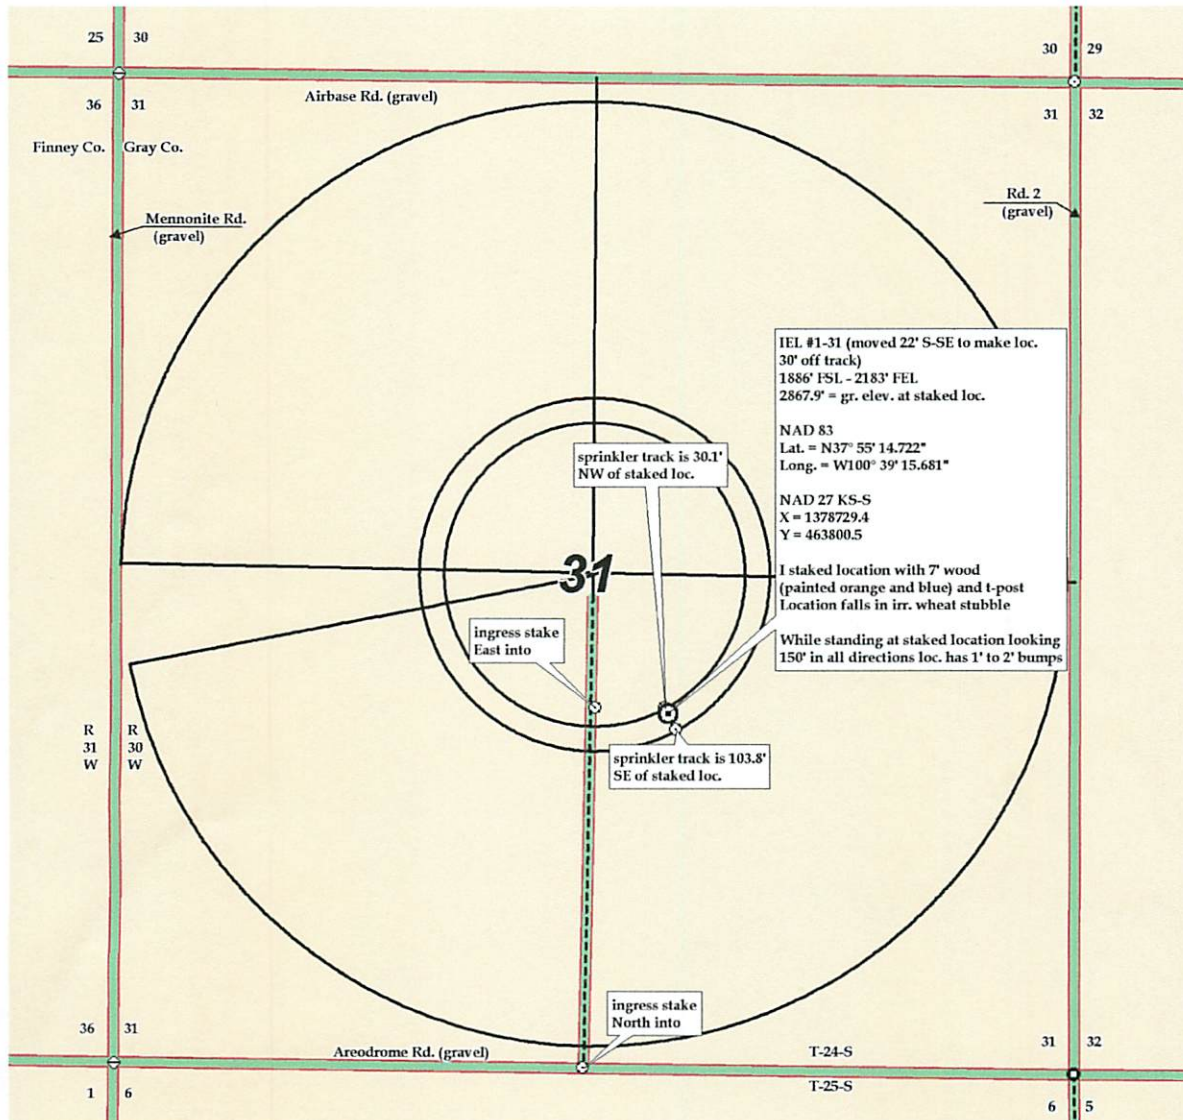 25 30
30 29
Airbase Rd. (gravel)
36 31
31 32
Finney Co. Gray Co.
Rd. 2
(gravel)
Mennonite Rd.
(gravel)
IEL #1-31 (moved 22' S-SE to make loc.
30' off track)
1886' FSL - 2183' FEL
2867.9' = gr. elev. at staked loc.
NAD 83
Lat. = N37° 55' 14.722"
Long. = W100° 39' 15.681"
NAD 27 KS-S
X = 1378729.4
Y = 463800.5
I staked location with 7' wood
(painted orange and blue) and t-post
Location falls in irr. wheat stubble
While standing at staked location looking
150' in all directions loc. has 1' to 2' bumps
sprinkler track is 30.1'
NW of staked loc.
31
ingress stake
East into
R R
31 30
W W
sprinkler track is 103.8'
SE of staked loc.
ingress stake
North into
36 31
Areodrome Rd. (gravel)
T-24-S
31 32
T-25-S
1 6
6 5